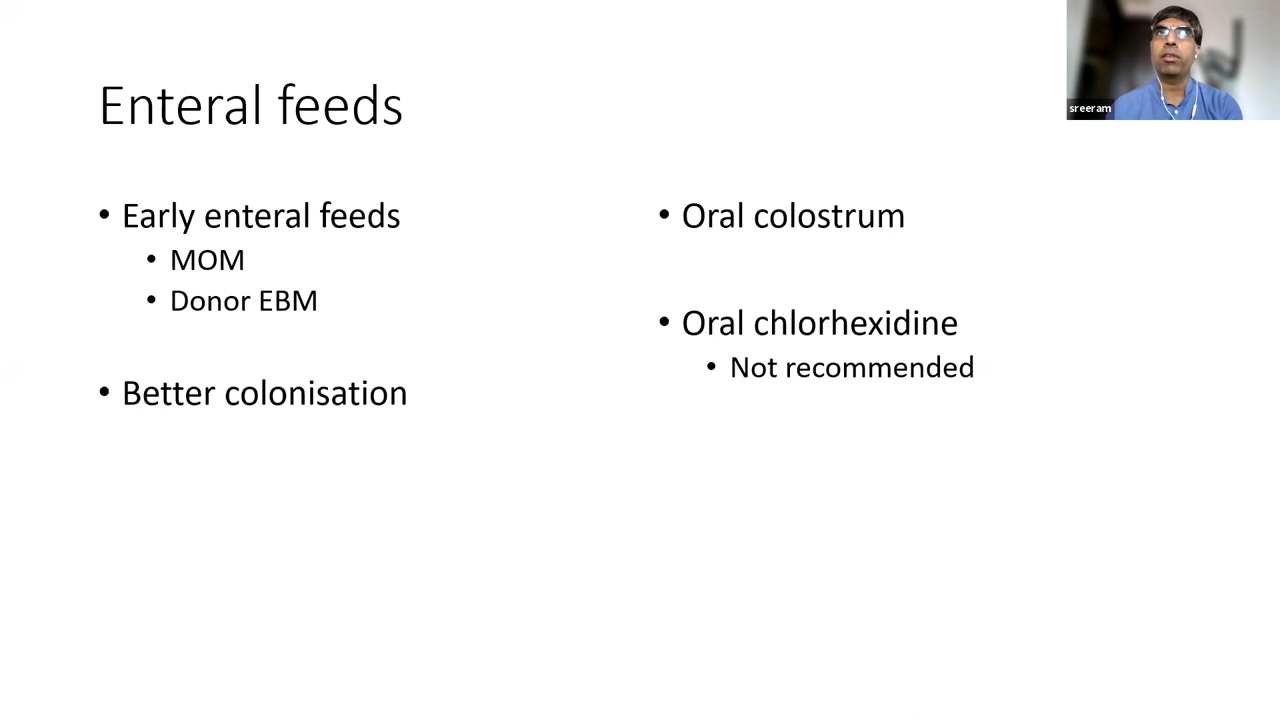 Enteral feeds
• Early enteral feeds
• MOM
• Donor EBM
• Better colonisation
• Oral colostrum
• Oral chlorhexidine
• Not recommended
sreeram